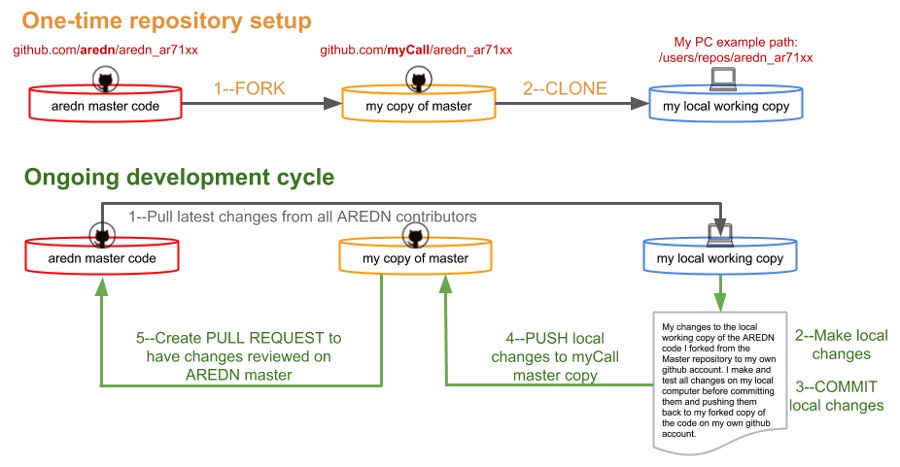 One-time repository setup
github.com/aredn/aredn_ar71xx
github.com/myCall/aredn_ar71xx
My PC example path:
/users/repos/aredn_ar71xx
1--FORK
2--CLONE
aredn master code
my copy of master
my local working copy
Ongoing development cycle
1--Pull latest changes from all AREDN contributors
aredn master code
my copy of master
my local working copy
5--Create PULL REQUEST to
have changes reviewed on
AREDN master
4--PUSH local
changes to myCall
master copy
My changes to the local
working copy of the AREDN
code I forked from the
Master repository to my own
github account. I make and
test all changes on my local
computer before committing
them and pushing them
back to my forked copy of
the code on my own github
account.
2--Make local
changes
3--COMMIT
local changes